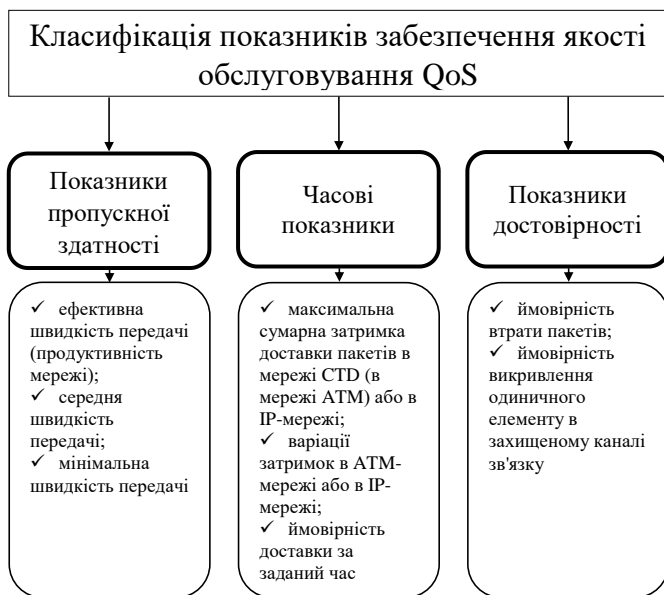 Класифікація показників забезпечення якості
обслуговування QoS
Показники
пропускної
здатності
Часові
показники
Показники
достовірності
✓ ефективна
швидкість передачі
(продуктивність
мережі);
✓ середня
швидкість
передачі;
✓ мінімальна
швидкість передачі
✓ максимальна
сумарна затримка
доставки пакетів в
мережі CTD (в
мережі ATM) або в
IP-мережі;
✓ варіації
затримок в ATM-
мережі або в IP-
мережі;
✓ ймовірність
доставки за
заданий час
✓ ймовірність
втрати пакетів;
✓ ймовірність
викривлення
одиничного
елементу в
захищеному каналі
зв'язку